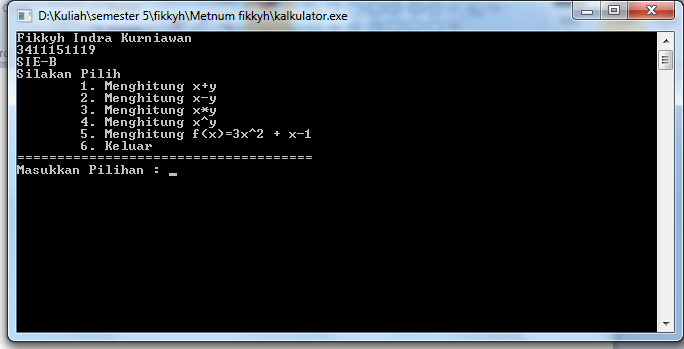 D:\Kuliah\semester 5\fikkyh\Metnum fikkyh\kalkulator.exe
Fikkyh Indra Kurniawan
3411151119
SIE-B
Silakan Pilih
1. Menghitung x+y
2. Menghitung x-y
3. Menghitung x*y
4. Menghitung x^y
5. Menghitung f(x)=3x^2 + x-1
6. Keluar
=====================================
Masukkan Pilihan : _